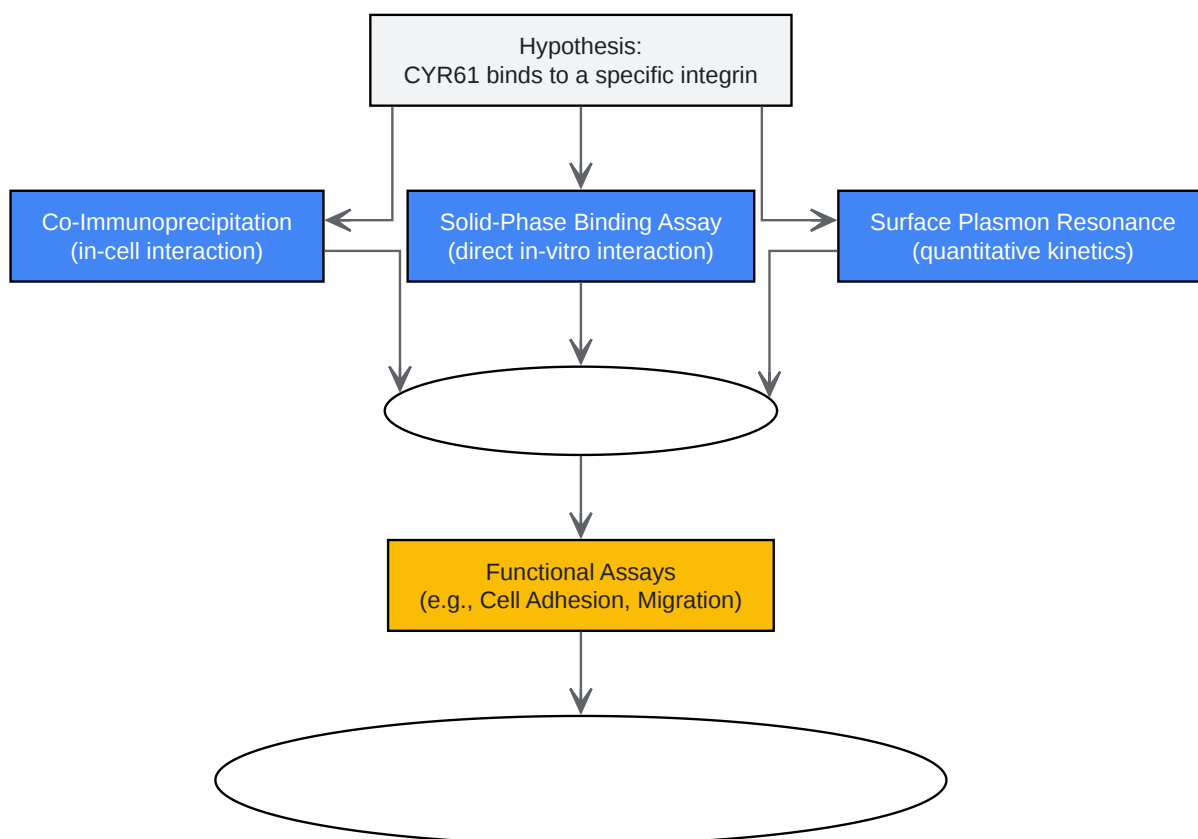 Hypothesis:
CYR61 binds to a specific integrin
Co-Immunoprecipitation
(in-cell interaction)
Solid-Phase Binding Assay
(direct in-vitro interaction)
Surface Plasmon Resonance
(quantitative kinetics)
Functional Assays
(e.g., Cell Adhesion, Migration)